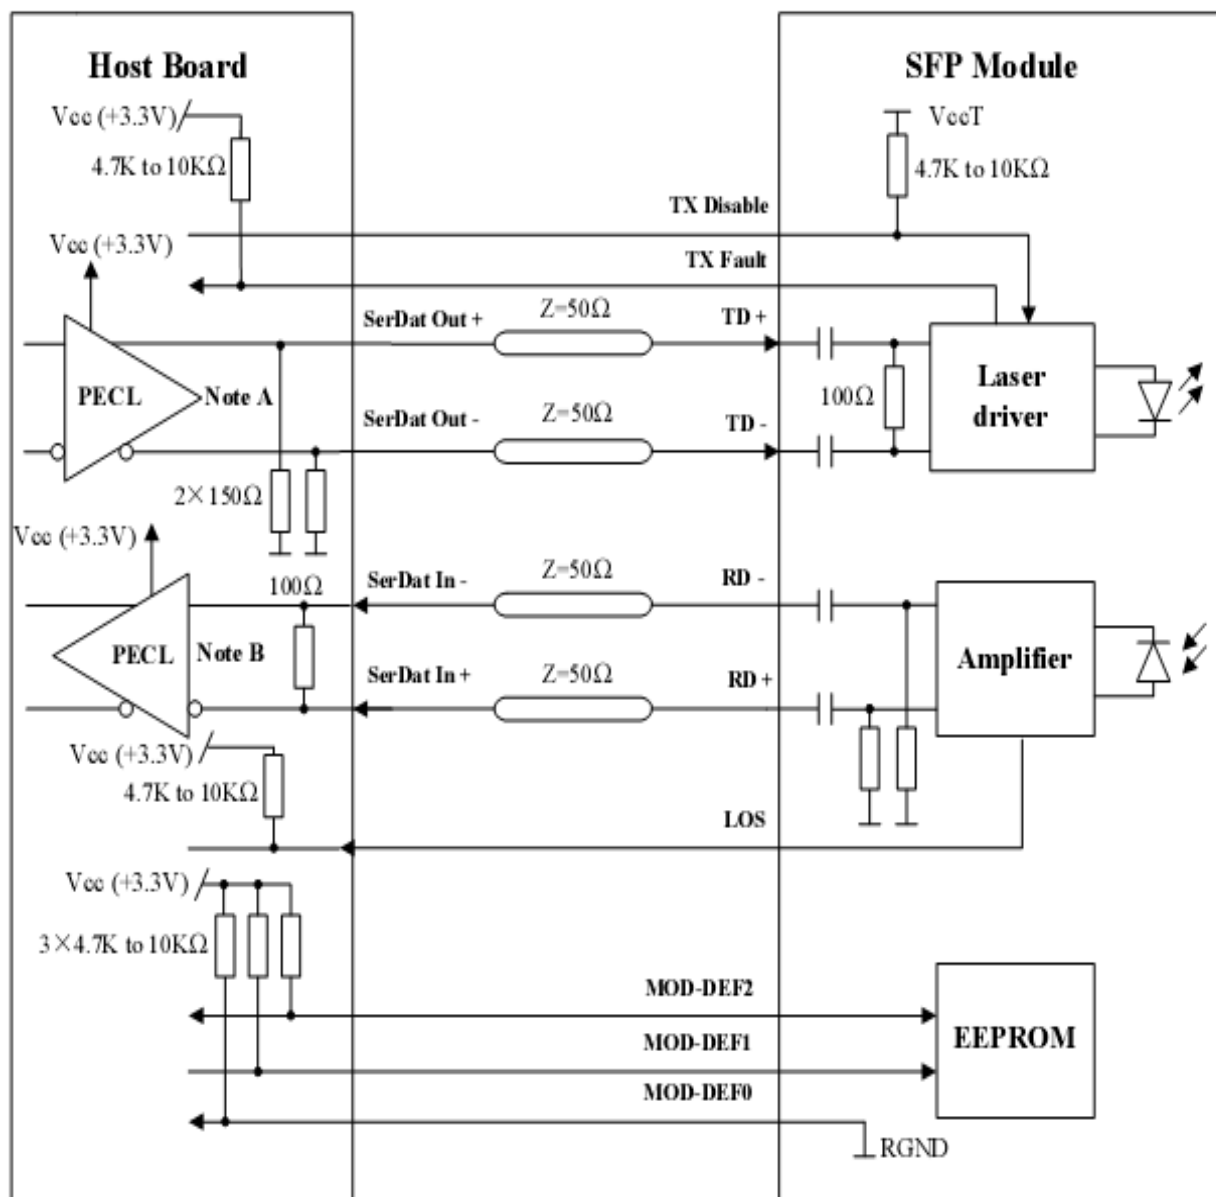 Host Board
SFP Module
Vcc (+3.3V)
VccT
4.7K to 10KΩ
4.7K to 10KΩ
TX Disable
Vcc (+3.3V)
TX Fault
SerDat Out +
Z=50Ω
TD +
PECL
Note A
100Ω
Laser
driver
SerDat Out -
Z=50Ω
TD -
2×150Ω
Vcc (+3.3V)
100Ω
SerDat In -
Z=50Ω
RD -
PECL
Note B
SerDat In +
Z=50Ω
RD +
Amplifier
Vcc (+3.3V)
4.7K to 10KΩ
LOS
Vcc (+3.3V)
3×4.7K to 10KΩ
MOD-DEF2
EEPROM
MOD-DEF1
MOD-DEF0
RGND